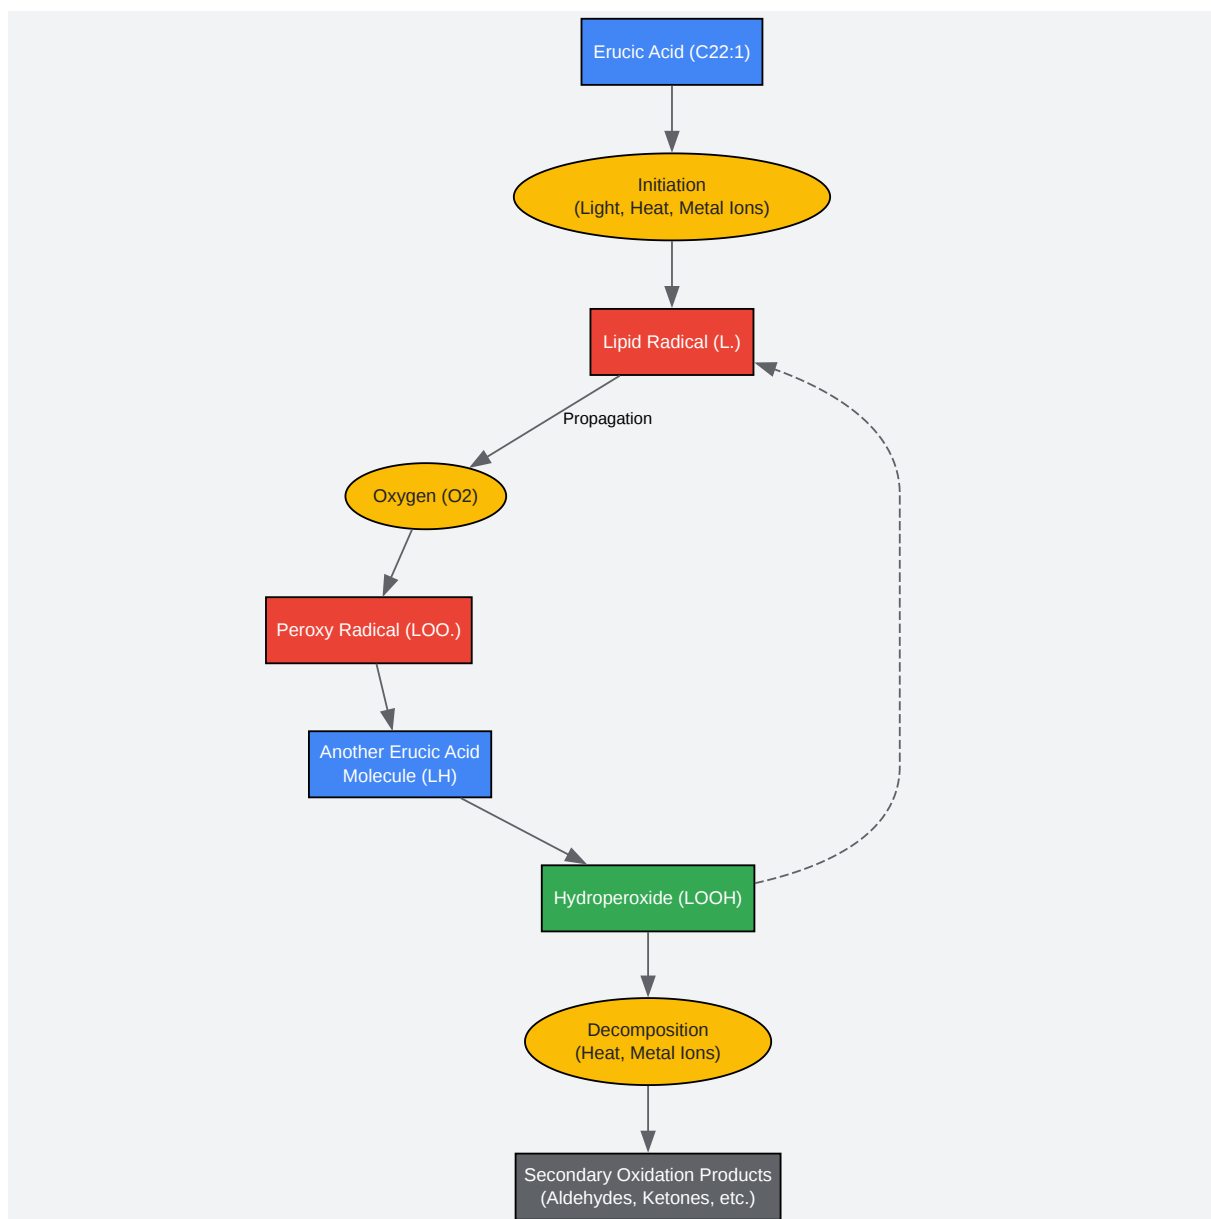 Erucic Acid (C22:1)
Initiation
(Light, Heat, Metal Ions)
Lipid Radical (L.)
Propagation
Oxygen (O2)
Peroxy Radical (LOO.)
Another Erucic Acid
Molecule (LH)
Hydroperoxide (LOOH)
Decomposition
(Heat, Metal Ions)
Secondary Oxidation Products
(Aldehydes, Ketones, etc.)